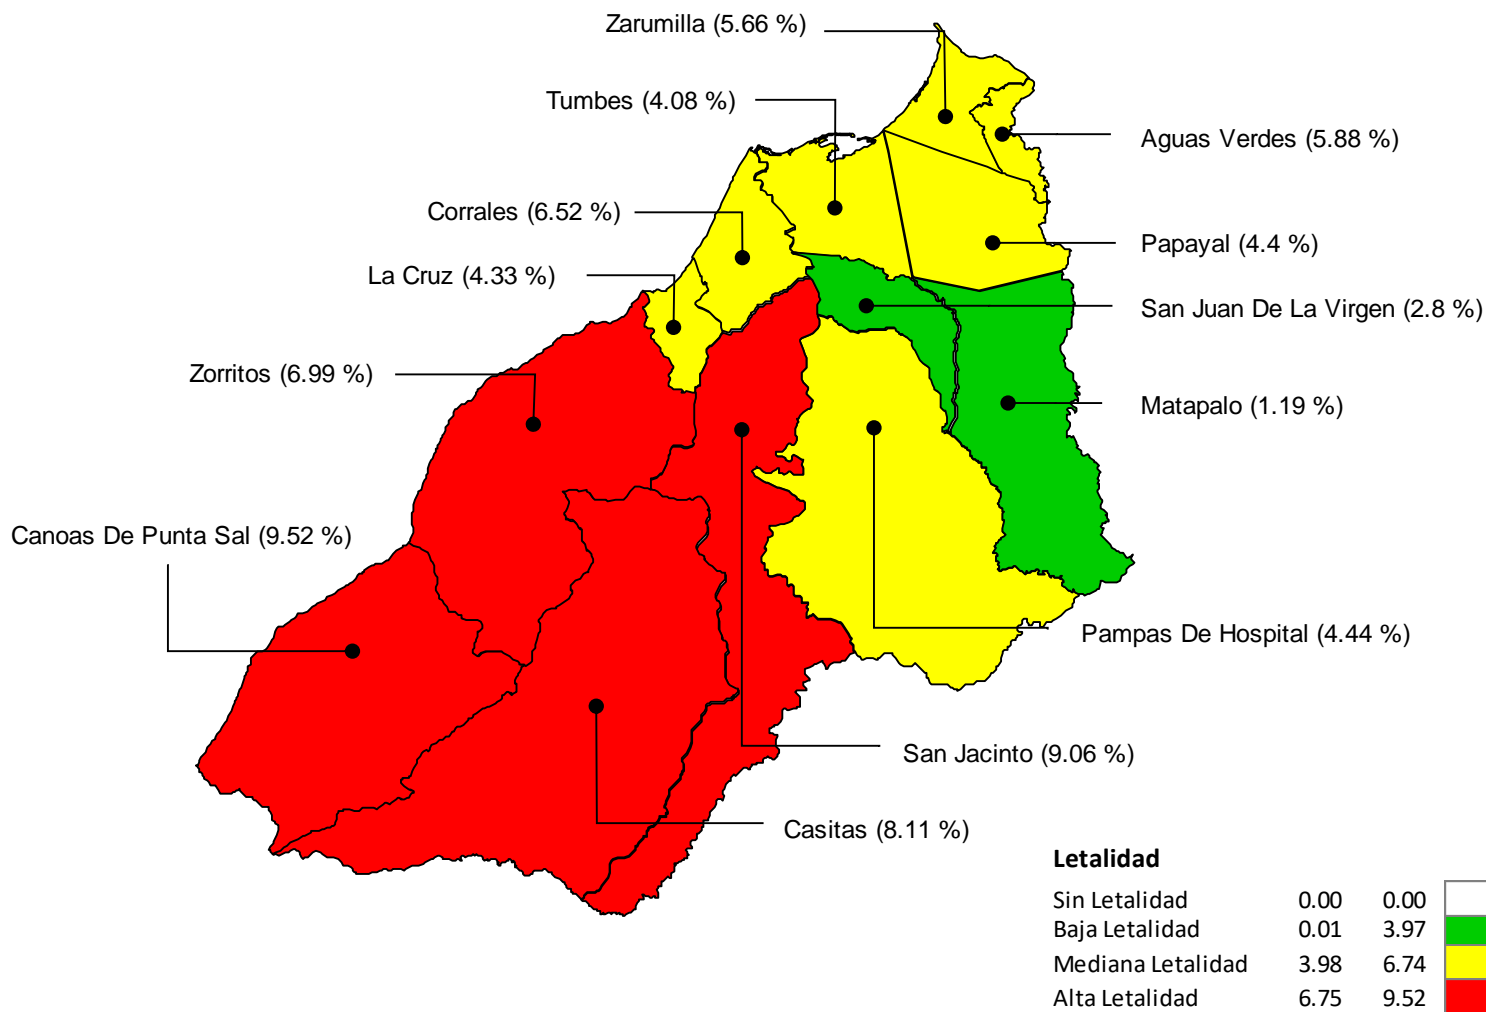 Zarumilla (5.66 %)
Tumbes (4.08 %)
Aguas Verdes (5.88 %)
Corrales (6.52 %)
Papayal (4.4 %)
La Cruz (4.33 %)
San Juan De La Virgen (2.8 %)
Zorritos (6.99 %)
Matapalo (1.19 %)
Canoas De Punta Sal (9.52 %)
Pampas De Hospital (4.44 %)
San Jacinto (9.06 %)
Casitas (8.11 %)
Letalidad
Sin Letalidad 0.00 0.00
Baja Letalidad 0.01 3.97
Mediana Letalidad 3.98 6.74
Alta Letalidad 6.75 9.52